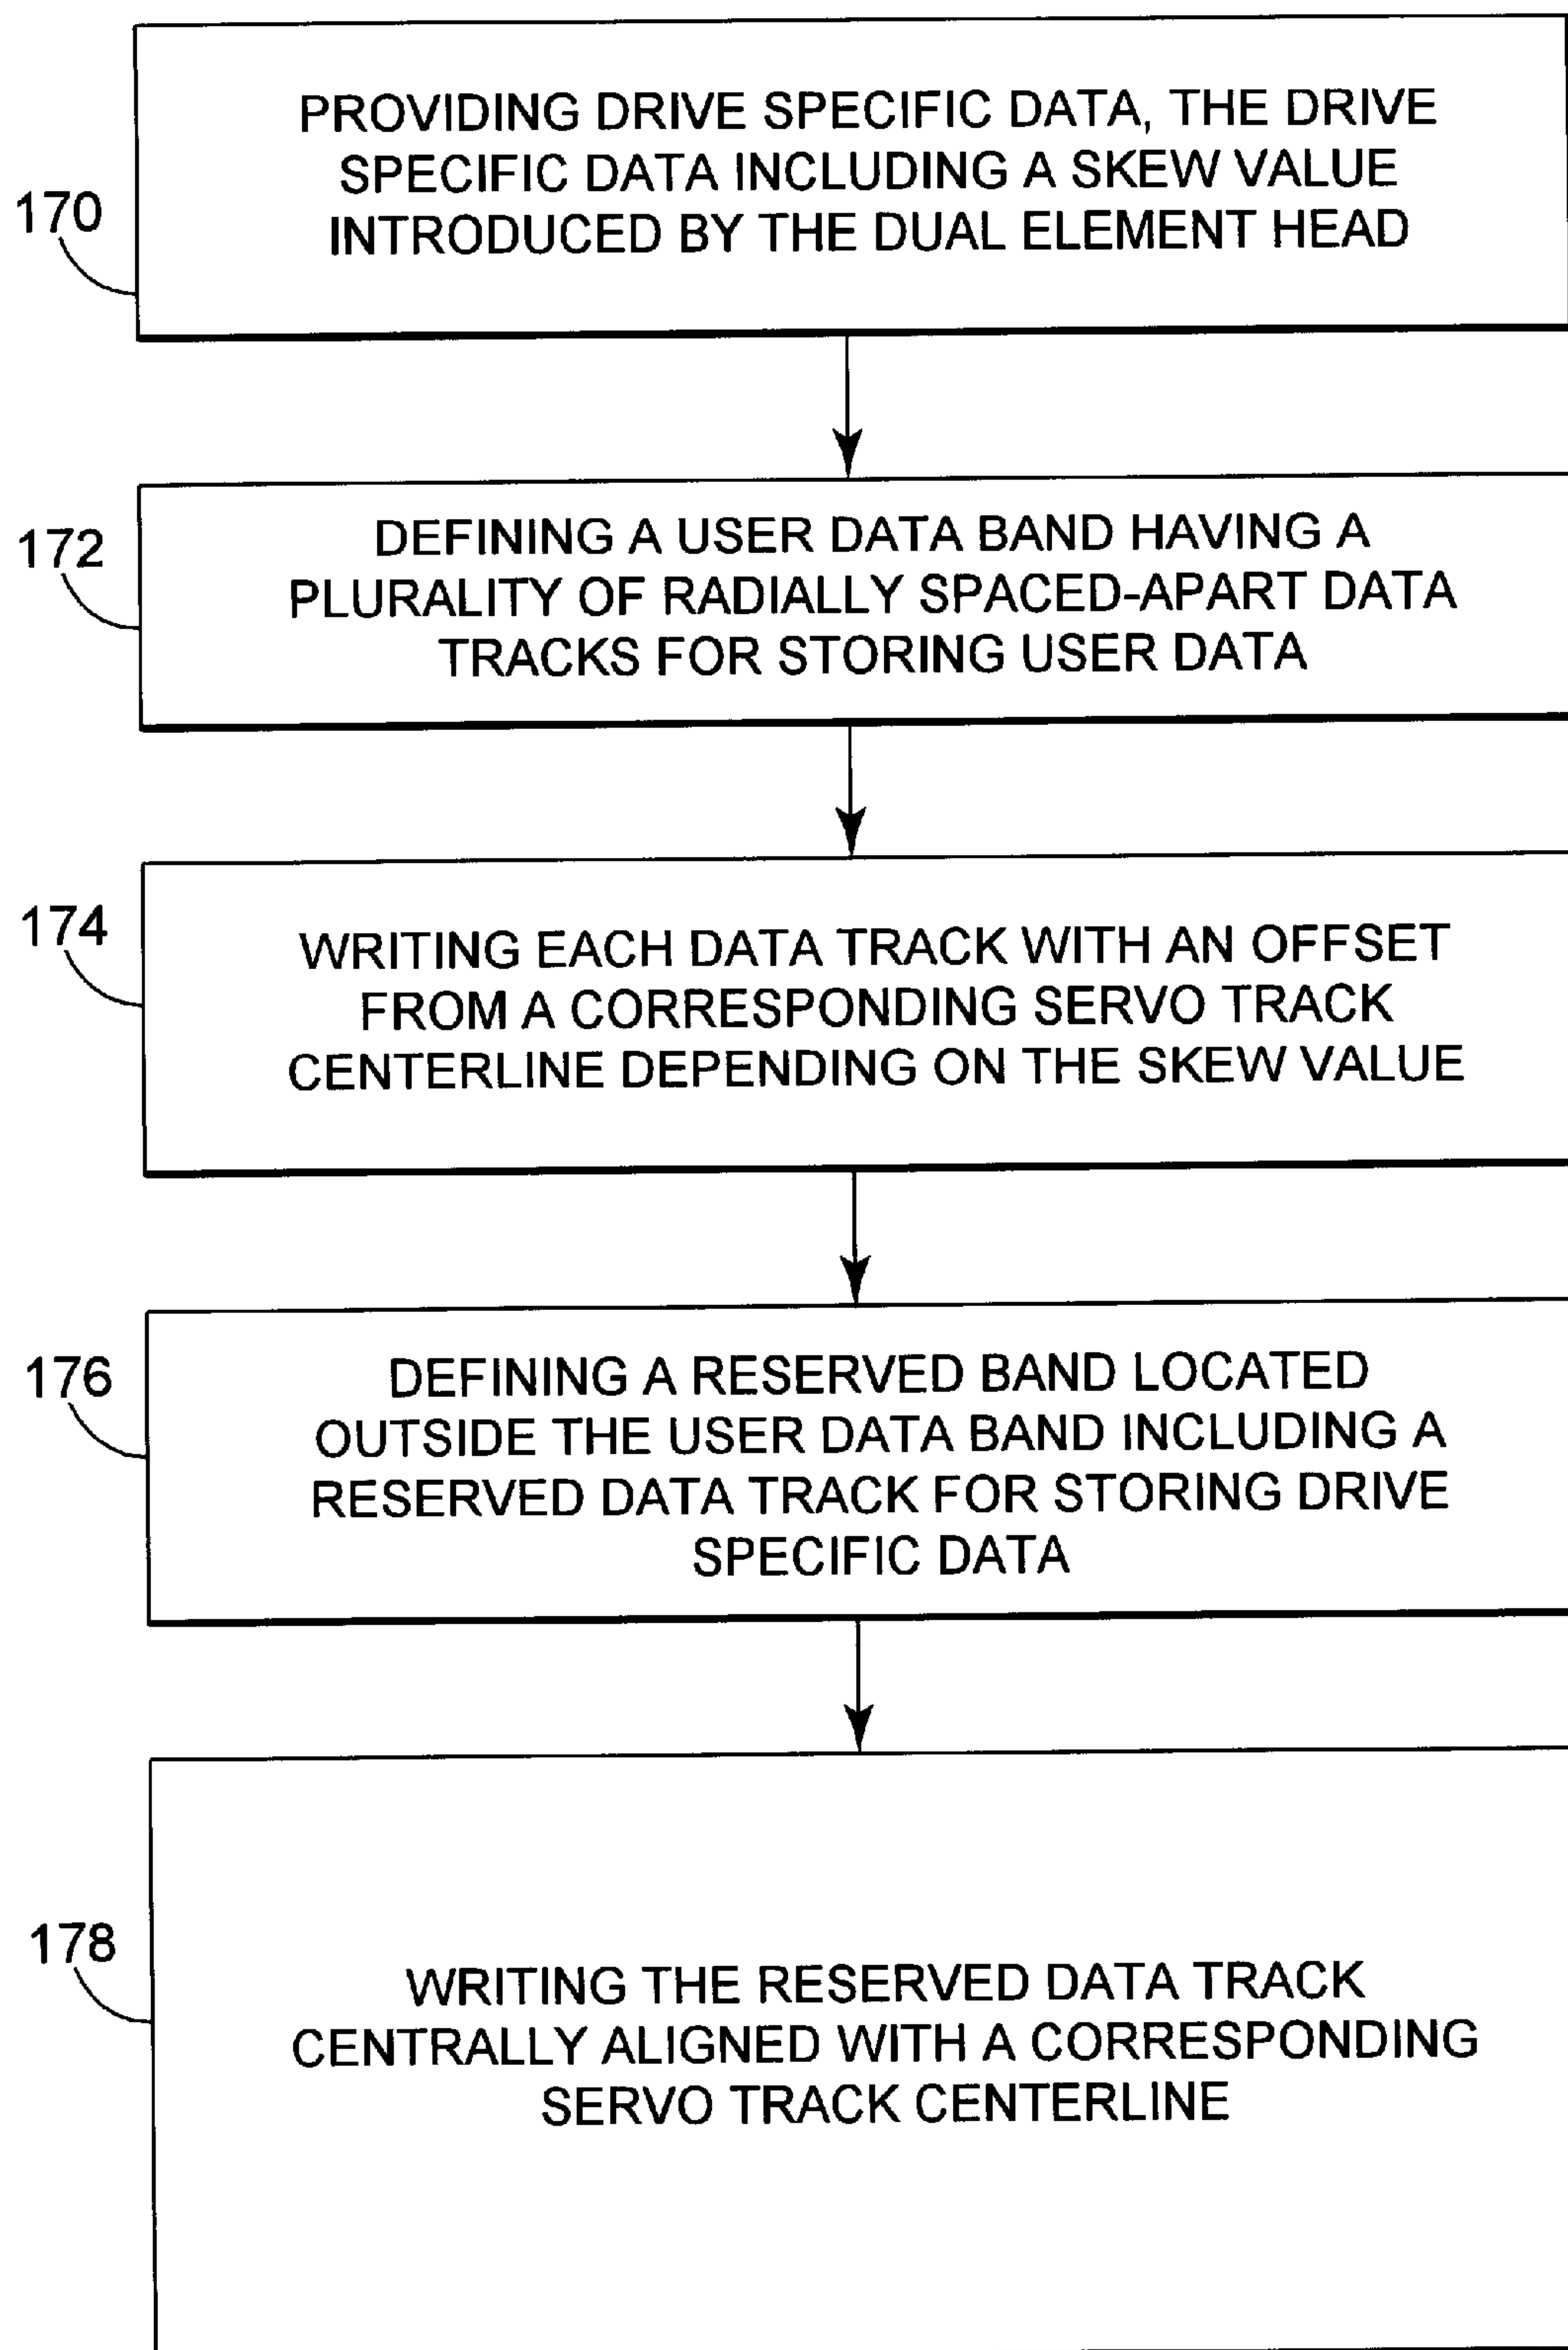 170
PROVIDING DRIVE SPECIFIC DATA, THE DRIVE
SPECIFIC DATA INCLUDING A SKEW VALUE
INTRODUCED BY THE DUAL ELEMENT HEAD
172
DEFINING A USER DATA BAND HAVING A
PLURALITY OF RADIALLY SPACED-APART DATA
TRACKS FOR STORING USER DATA
174
WRITING EACH DATA TRACK WITH AN OFFSET
FROM A CORRESPONDING SERVO TRACK
CENTERLINE DEPENDING ON THE SKEW VALUE
176
DEFINING A RESERVED BAND LOCATED
OUTSIDE THE USER DATA BAND INCLUDING A
RESERVED DATA TRACK FOR STORING DRIVE
SPECIFIC DATA
178
WRITING THE RESERVED DATA TRACK
CENTRALLY ALIGNED WITH A CORRESPONDING
SERVO TRACK CENTERLINE